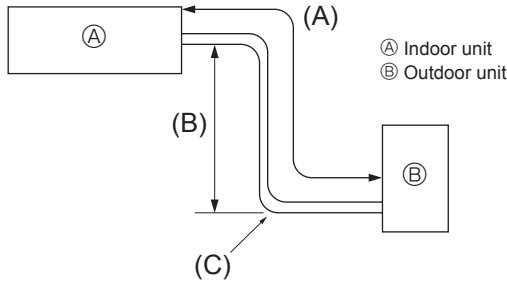 (A)
Ⓐ
Ⓐ Indoor unit
Ⓑ Outdoor unit
(B)
Ⓑ
(C)